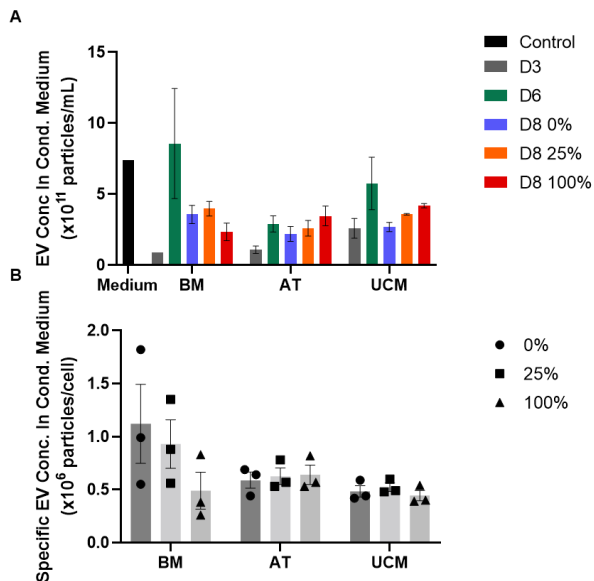 A
EV Conc In Cond. Medium
(x10¹¹ particles/mL)
15
10
5
0
Medium BM AT UCM
Control
D3
D6
D8 0%
D8 25%
D8 100%
B
Specific EV Conc. In Cond. Medium
(x10⁶ particles/cell)
2.0
1.5
1.0
0.5
0.0
BM AT UCM
0%
25%
100%